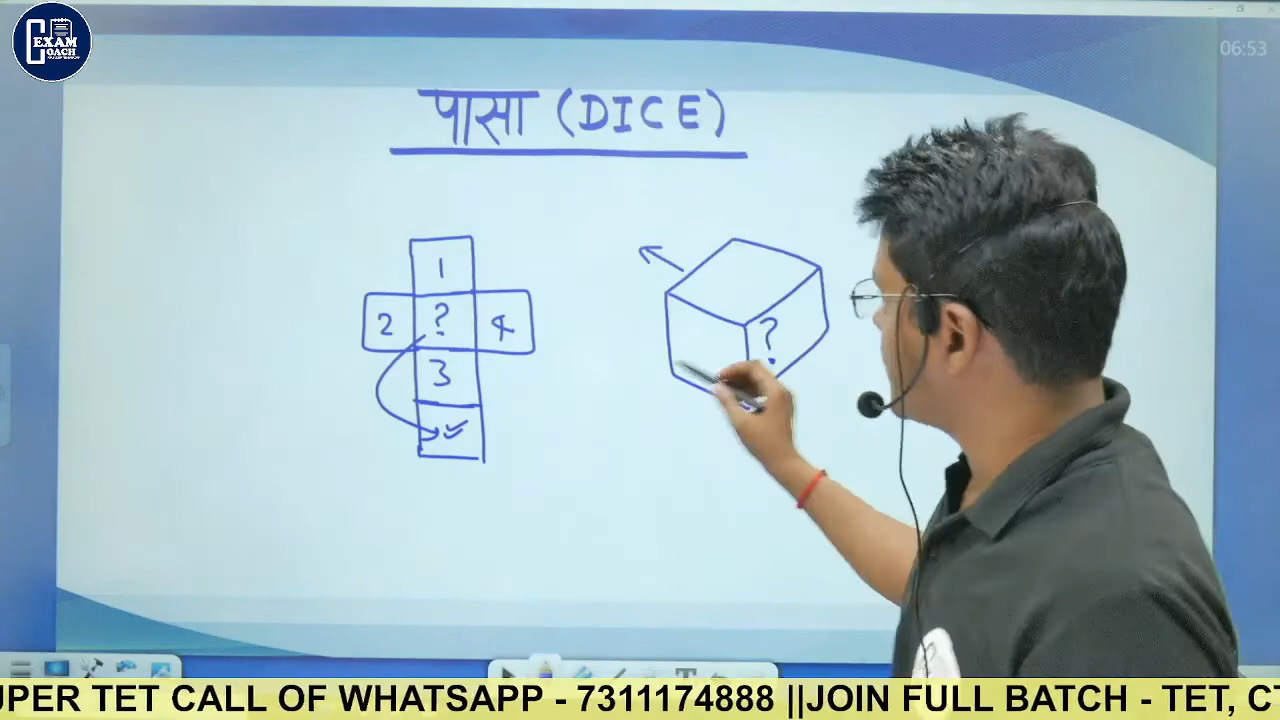 EXAM
COACH
06:53
पासा (DICE)
1
2 ? 4
3
?
UPER TET CALL OF WHATSAPP - 7311174888 ||JOIN FULL BATCH - TET, CT